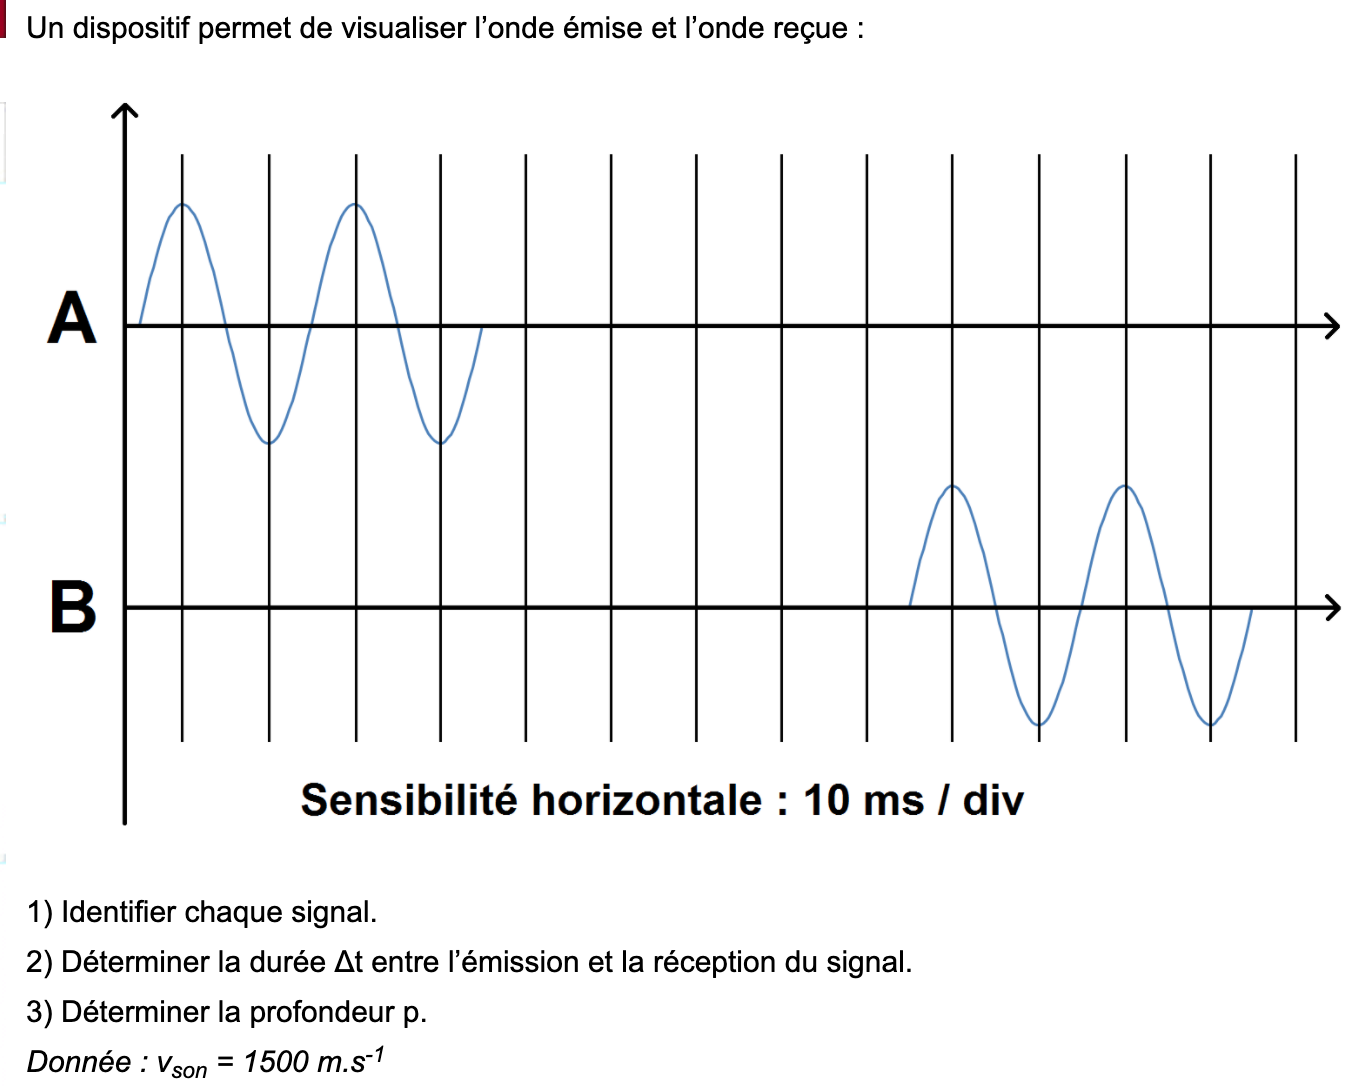 Un dispositif permet de visualiser l’onde émise et l’onde reçue :
A
B
Sensibilité horizontale : 10 ms / div
1) Identifier chaque signal.
2) Déterminer la durée Δt entre l’émission et la réception du signal.
3) Déterminer la profondeur p.
Donnée : v_son = 1500 m.s⁻¹